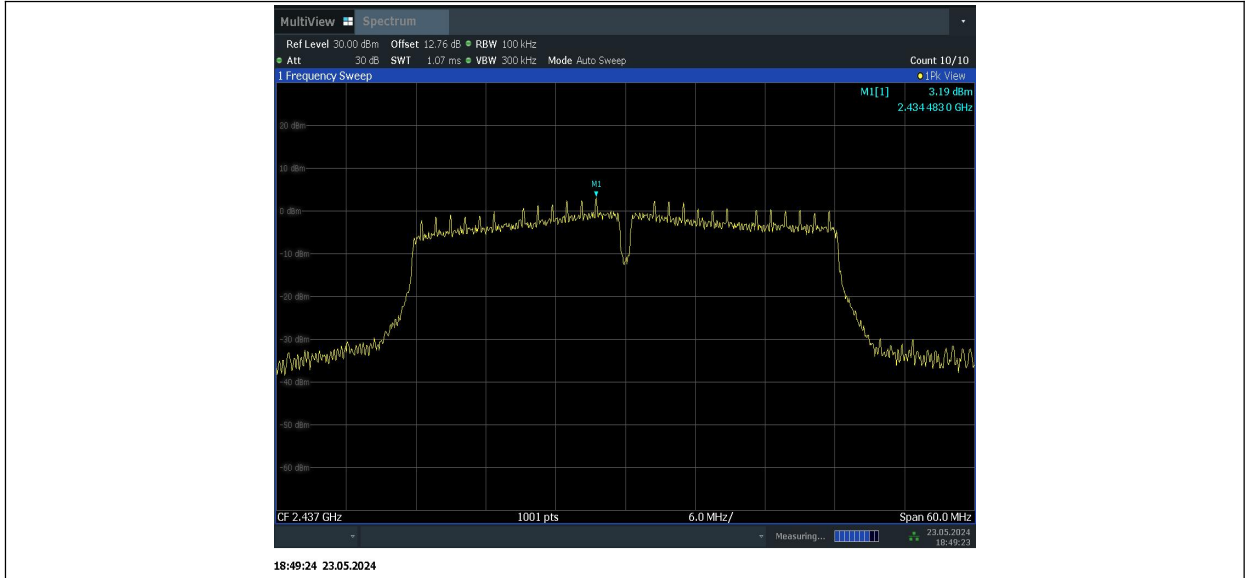 MultiView Spectrum
Ref Level 30.00 dBm Offset 12.76 dB RBW 100 kHz
Att 30 dB SWT 1.07 ms VBW 300 kHz Mode Auto Sweep Count 10/10
1 Frequency Sweep 1Pk View
M1[1] 3.19 dBm
2.434 483 0 GHz
20 dBm
10 dBm
M1
0 dBm
-10 dBm
-20 dBm
-30 dBm
-40 dBm
-50 dBm
-60 dBm
CF 2.437 GHz 1001 pts 6.0 MHz/ Span 60.0 MHz
Measuring... 23.05.2024
18:49:23
18:49:24 23.05.2024